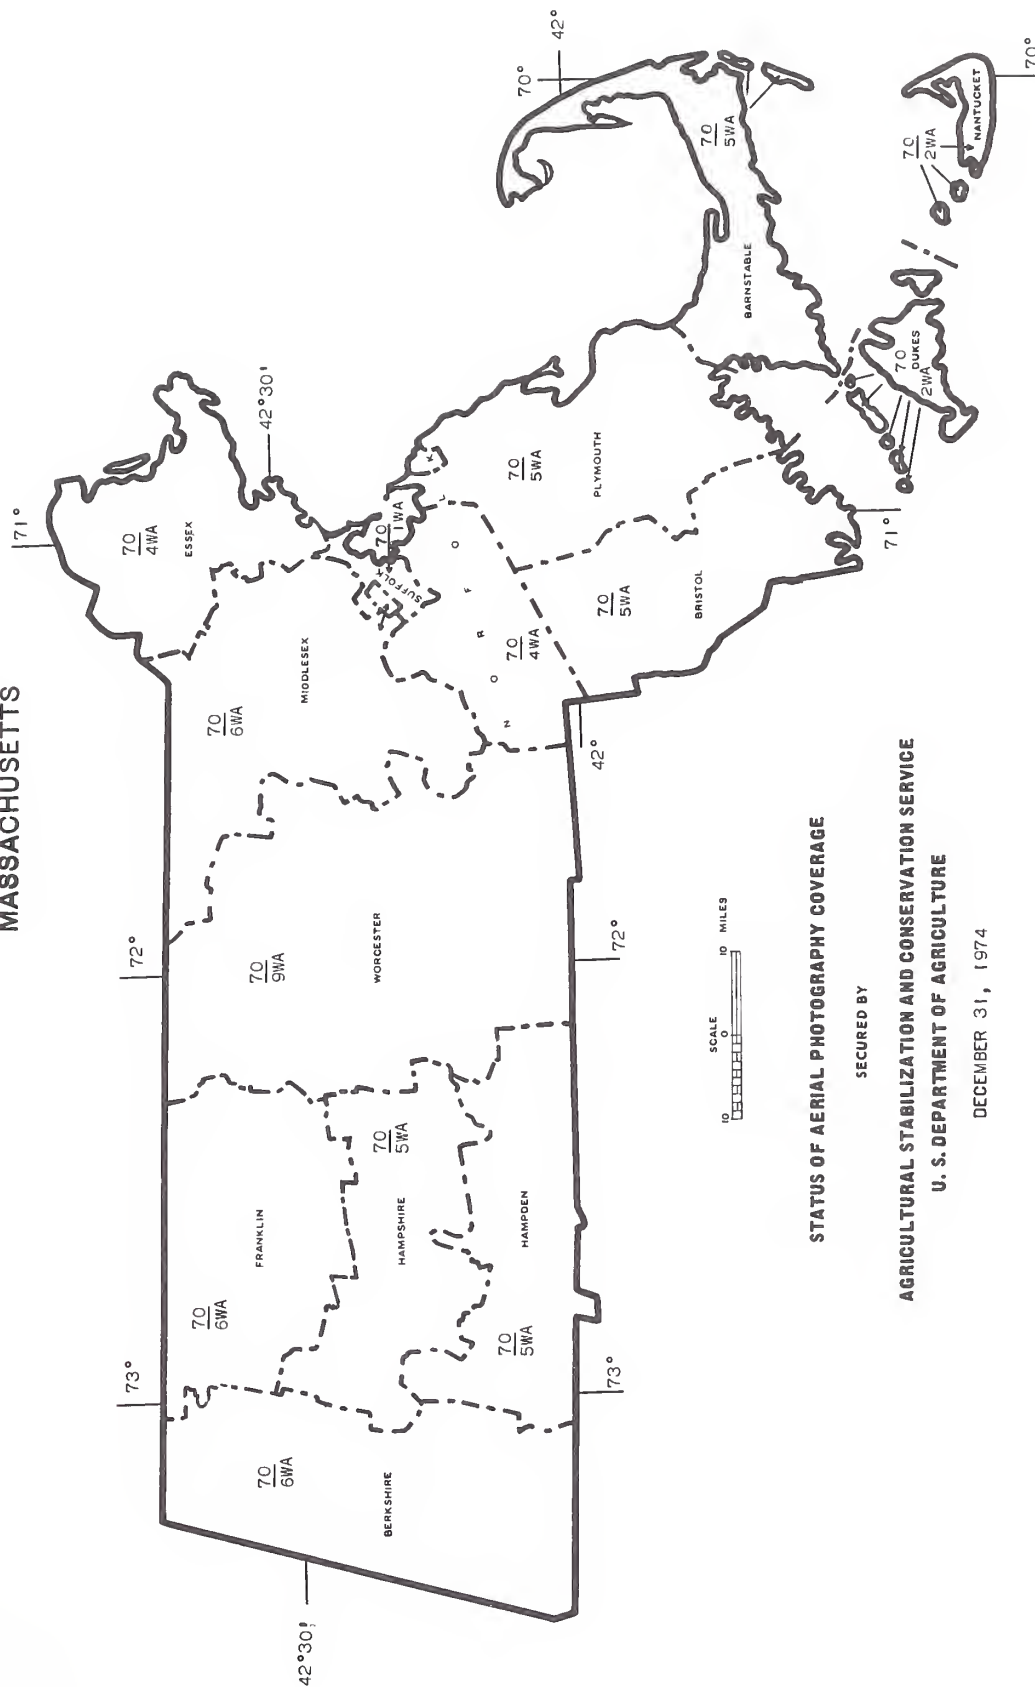 MASSACHUSETTS
73°
72°
71°
42°30'
42°30'
70
6WA
BERKSHIRE
70
6WA
FRANKLIN
70
5WA
HAMPSHIRE
70
5WA
HAMPDEN
70
9WA
WORCESTER
70
6WA
MIDDLESEX
70
4WA
ESSEX
70
1WA
SUFFOLK
70
4WA
NORFOLK
70
5WA
BRISTOL
70
5WA
PLYMOUTH
70
5WA
BARNSTABLE
70
2WA
DUKES
70
2WA
NANTUCKET
73°
72°
42°
71°
70°
42°
70°
SCALE
10 0 10 MILES
STATUS OF AERIAL PHOTOGRAPHY COVERAGE
SECURED BY
AGRICULTURAL STABILIZATION AND CONSERVATION SERVICE
U. S. DEPARTMENT OF AGRICULTURE
DECEMBER 31, 1974